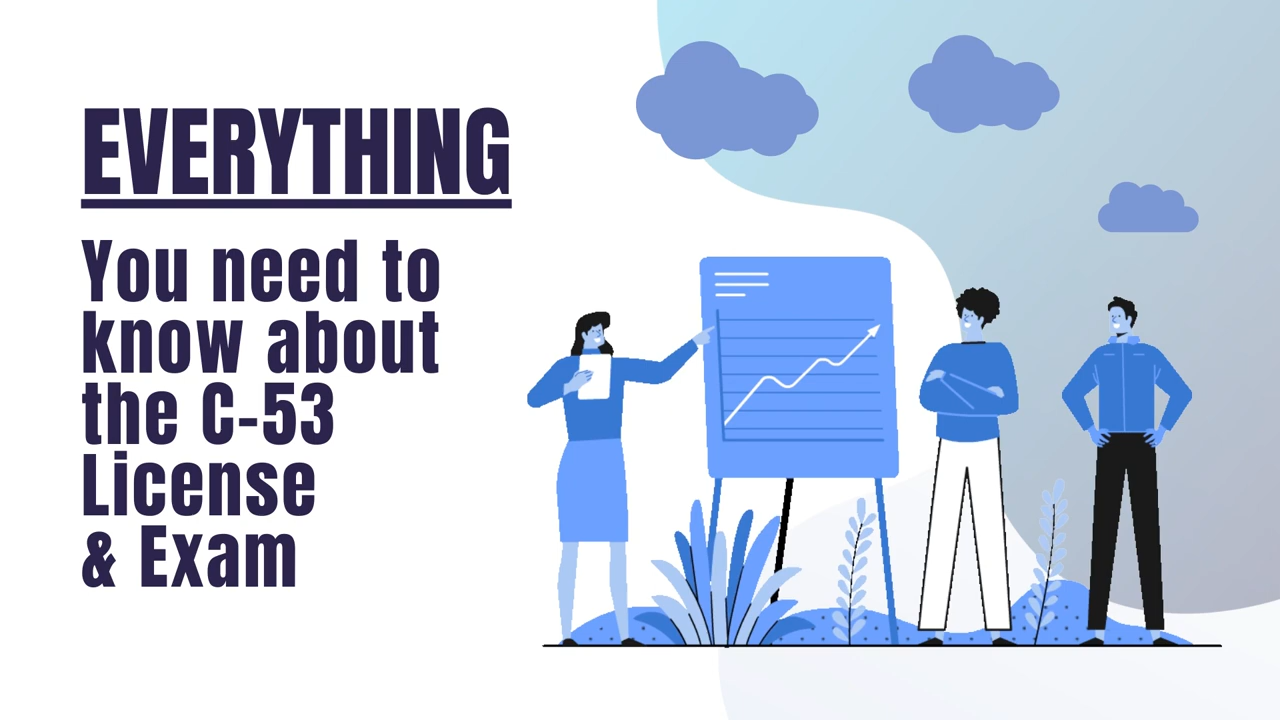 EVERYTHING
You need to
know about
the C-53
License
& Exam